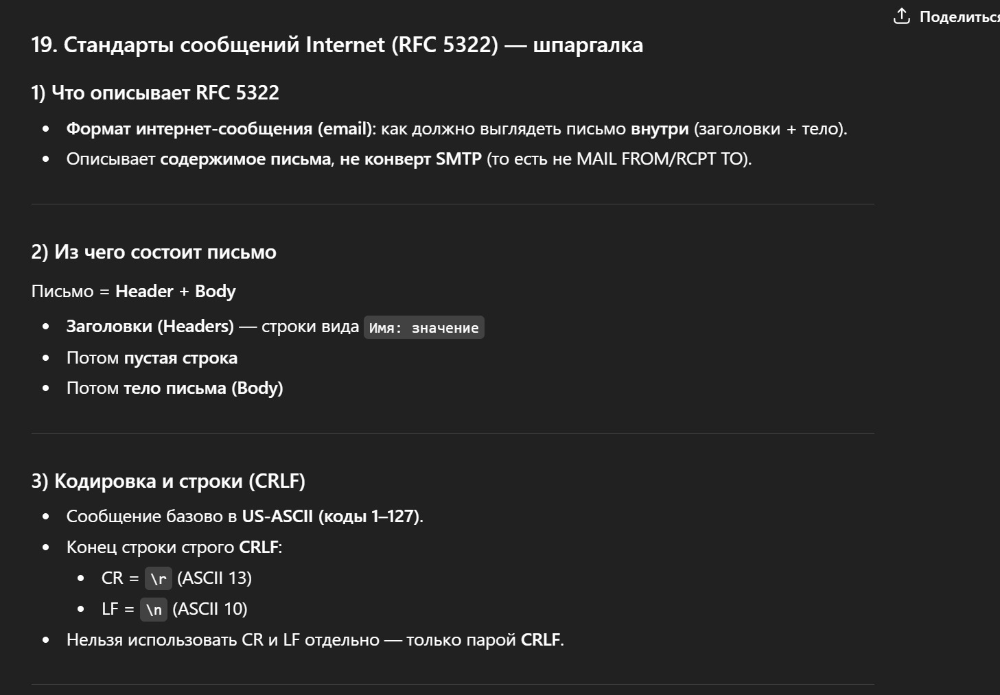 Поделиться
19. Стандарты сообщений Internet (RFC 5322) — шпаргалка
1) Что описывает RFC 5322
Формат интернет-сообщения (email): как должно выглядеть письмо внутри (заголовки + тело).
Описывает содержимое письма, не конверт SMTP (то есть не MAIL FROM/RCPT TO).
2) Из чего состоит письмо
Письмо = Header + Body
Заголовки (Headers) — строки вида Имя: значение
Потом пустая строка
Потом тело письма (Body)
3) Кодировка и строки (CRLF)
Сообщение базово в US-ASCII (коды 1–127).
Конец строки строго CRLF:
CR = \r (ASCII 13)
LF = \n (ASCII 10)
Нельзя использовать CR и LF отдельно — только парой CRLF.